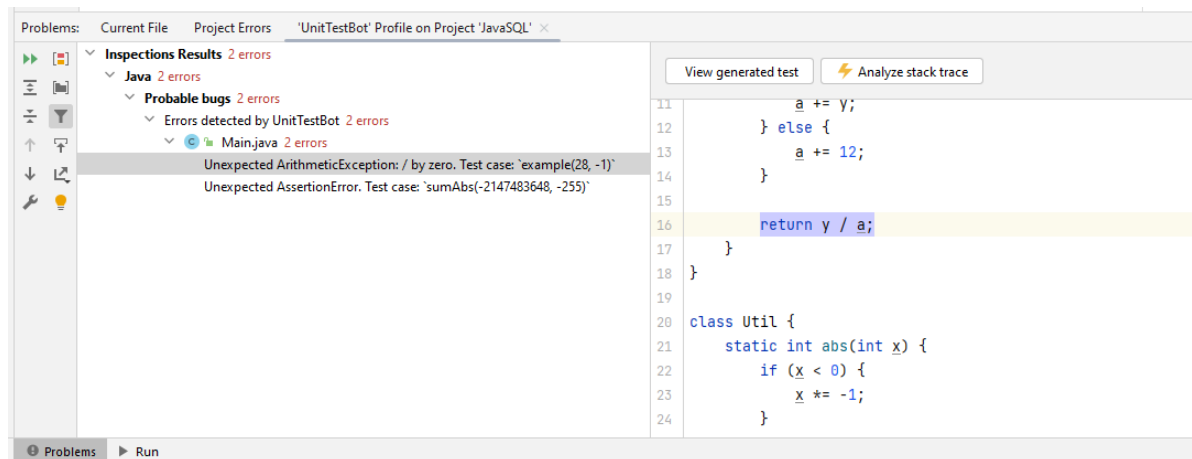 Problems: Current File Project Errors 'UnitTestBot' Profile on Project 'JavaSQL'
Inspections Results 2 errors
Java 2 errors
Probable bugs 2 errors
Errors detected by UnitTestBot 2 errors
C Main.java 2 errors
Unexpected ArithmeticException: / by zero. Test case: `example(28, -1)`
Unexpected AssertionError. Test case: `sumAbs(-2147483648, -255)`
View generated test Analyze stack trace
11 a += y;
12 } else {
13 a += 12;
14 }
15
16 return y / a;
17 }
18 }
19
20 class Util {
21 static int abs(int x) {
22 if (x < 0) {
23 x *= -1;
24 }
Problems Run